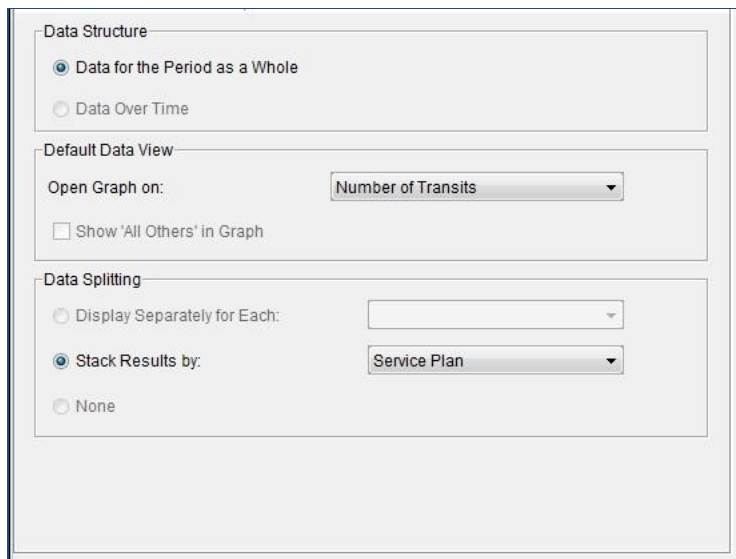 Data Structure
Data for the Period as a Whole
Data Over Time
Default Data View
Open Graph on: Number of Transits
Show 'All Others' in Graph
Data Splitting
Display Separately for Each:
Stack Results by: Service Plan
None